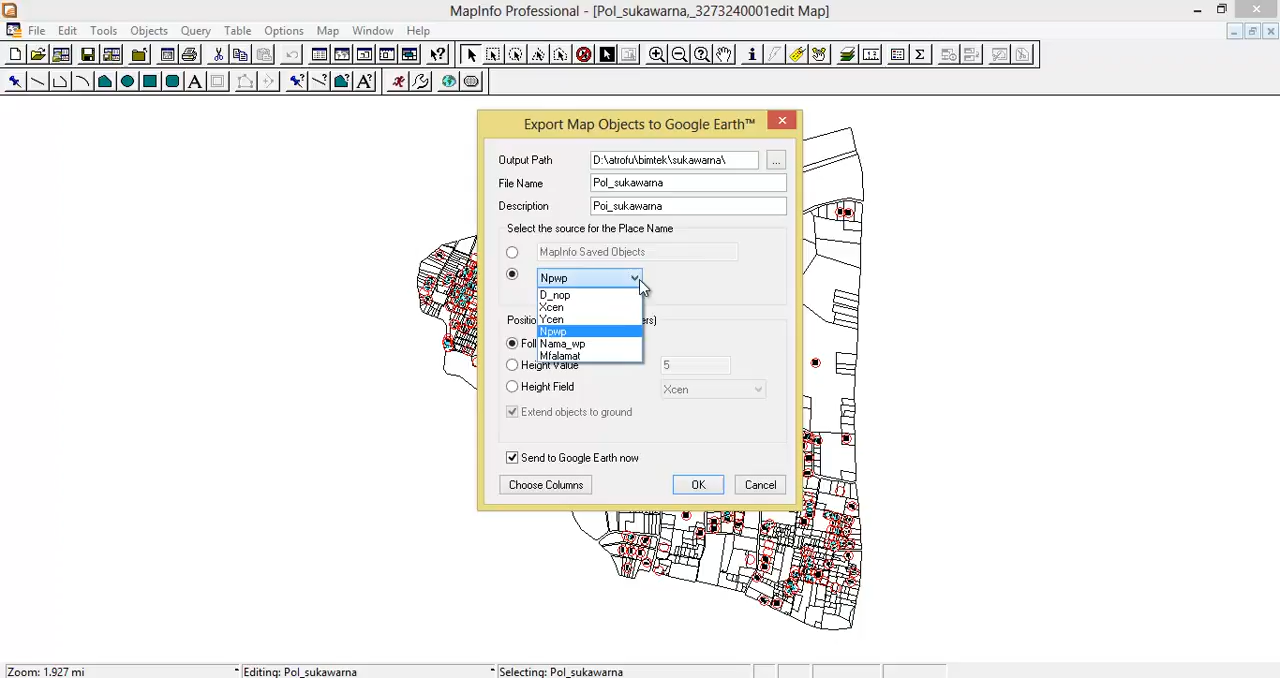 MapInfo Professional - [Pol_sukawarna,_3273240001edit Map]
File Edit Tools Objects Query Table Options Map Window Help
Export Map Objects to Google Earth™
Output Path D:\atrofu\bimtek\sukawarna\ ...
File Name Pol_sukawarna
Description Poi_sukawarna
Select the source for the Place Name
MapInfo Saved Objects
Npwp
D_nop
Xcen
Ycen
Npwp
Nama_wp
Mfalamat
Height Value 5
Height Field Xcen
Extend objects to ground
Send to Google Earth now
Choose Columns OK Cancel
Zoom: 1.927 mi Editing: Pol_sukawarna Selecting: Pol_sukawarna